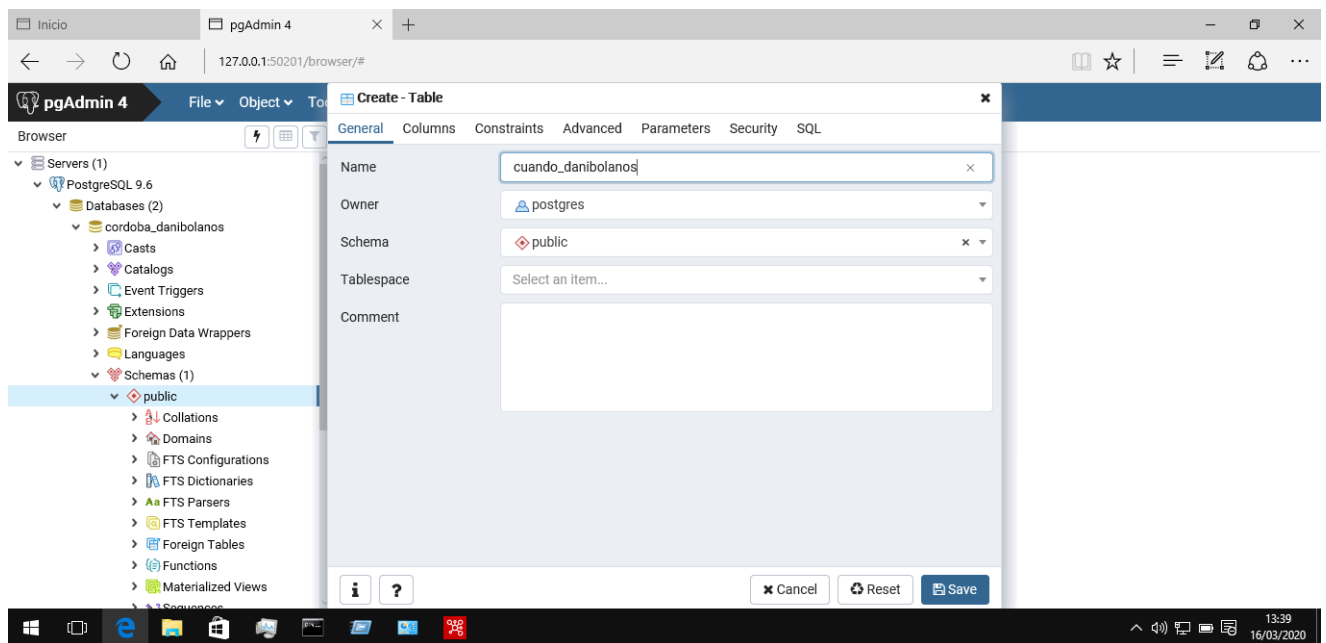 Inicio
pgAdmin 4
127.0.0.1:50201/browser/#
pgAdmin 4
File
Object
Too
Browser
Servers (1)
PostgreSQL 9.6
Databases (2)
cordoba_danibolanos
Casts
Catalogs
Event Triggers
Extensions
Foreign Data Wrappers
Languages
Schemas (1)
public
Collations
Domains
FTS Configurations
FTS Dictionaries
Aa FTS Parsers
FTS Templates
Foreign Tables
Functions
Materialized Views
Sequences
Create - Table
General Columns Constraints Advanced Parameters Security SQL
Name
cuando_danibolanos
Owner
postgres
Schema
public
Tablespace
Select an item...
Comment
Cancel
Reset
Save
13:39
16/03/2020